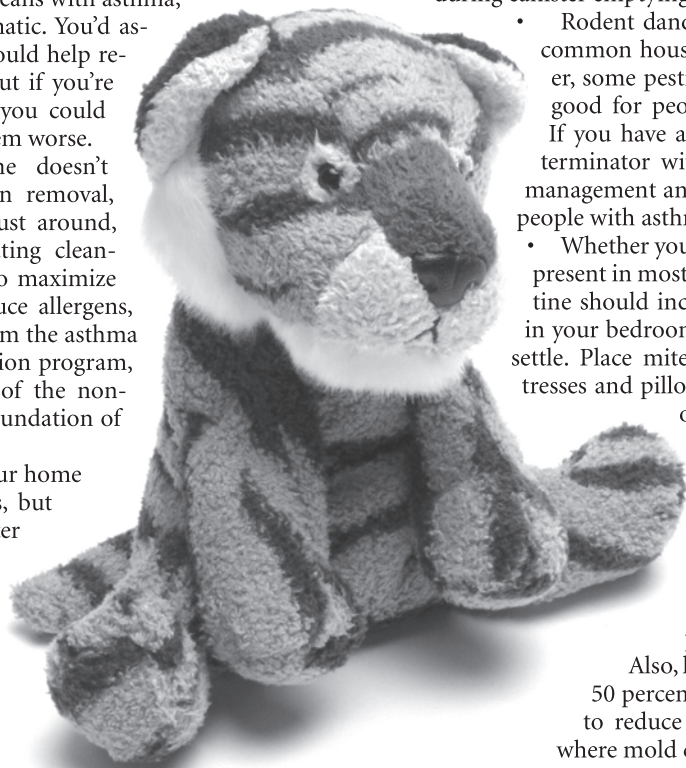 cans with asthma,
matic. You'd as-
ould help re-
ut if you're
you could
em worse.
ne doesn't
n removal,
ust around,
ting clean-
o maximize
uce allergens,
m the asthma
ion program,
of the non-
undation of
ur home
s, but
er
during canister emptying
• Rodent dand
common hous
er, some pesti
good for peo
If you have a
terminator wi
management an
people with asthm
• Whether you
present in most
tine should inc
in your bedroom
settle. Place mite
tresses and pillo
o
Also, h
50 percen
to reduce
where mold